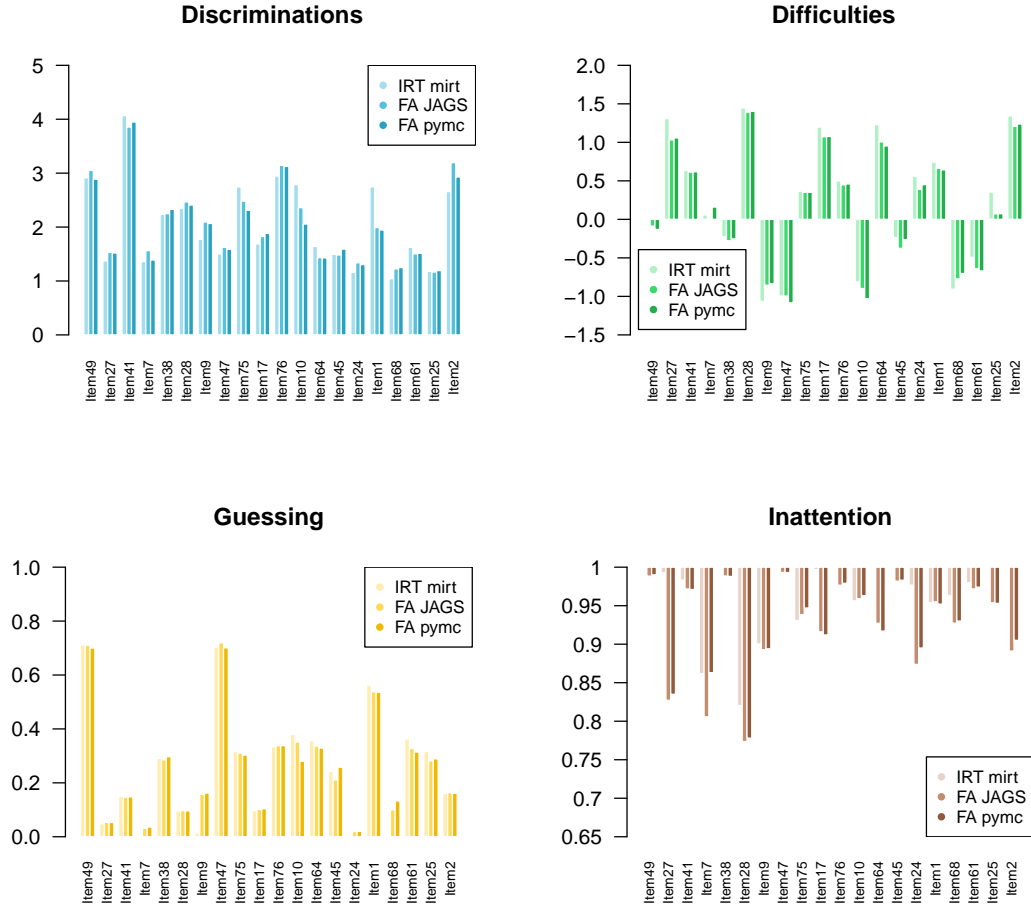 Discriminations
5
4
3
2
1
0
IRT mirt
FA JAGS
FA pymc
Item49
Item27
Item41
Item7
Item38
Item28
Item9
Item47
Item75
Item17
Item76
Item10
Item64
Item45
Item24
Item1
Item68
Item61
Item25
Item2
Difficulties
2.0
1.5
1.0
0.5
0.0
−0.5
−1.0
−1.5
IRT mirt
FA JAGS
FA pymc
Item49
Item27
Item41
Item7
Item38
Item28
Item9
Item47
Item75
Item17
Item76
Item10
Item64
Item45
Item24
Item1
Item68
Item61
Item25
Item2
Guessing
1.0
0.8
0.6
0.4
0.2
0.0
IRT mirt
FA JAGS
FA pymc
Item49
Item27
Item41
Item7
Item38
Item28
Item9
Item47
Item75
Item17
Item76
Item10
Item64
Item45
Item24
Item1
Item68
Item61
Item25
Item2
Inattention
1
0.95
0.9
0.85
0.8
0.75
0.7
0.65
IRT mirt
FA JAGS
FA pymc
Item49
Item27
Item41
Item7
Item38
Item28
Item9
Item47
Item75
Item17
Item76
Item10
Item64
Item45
Item24
Item1
Item68
Item61
Item25
Item2